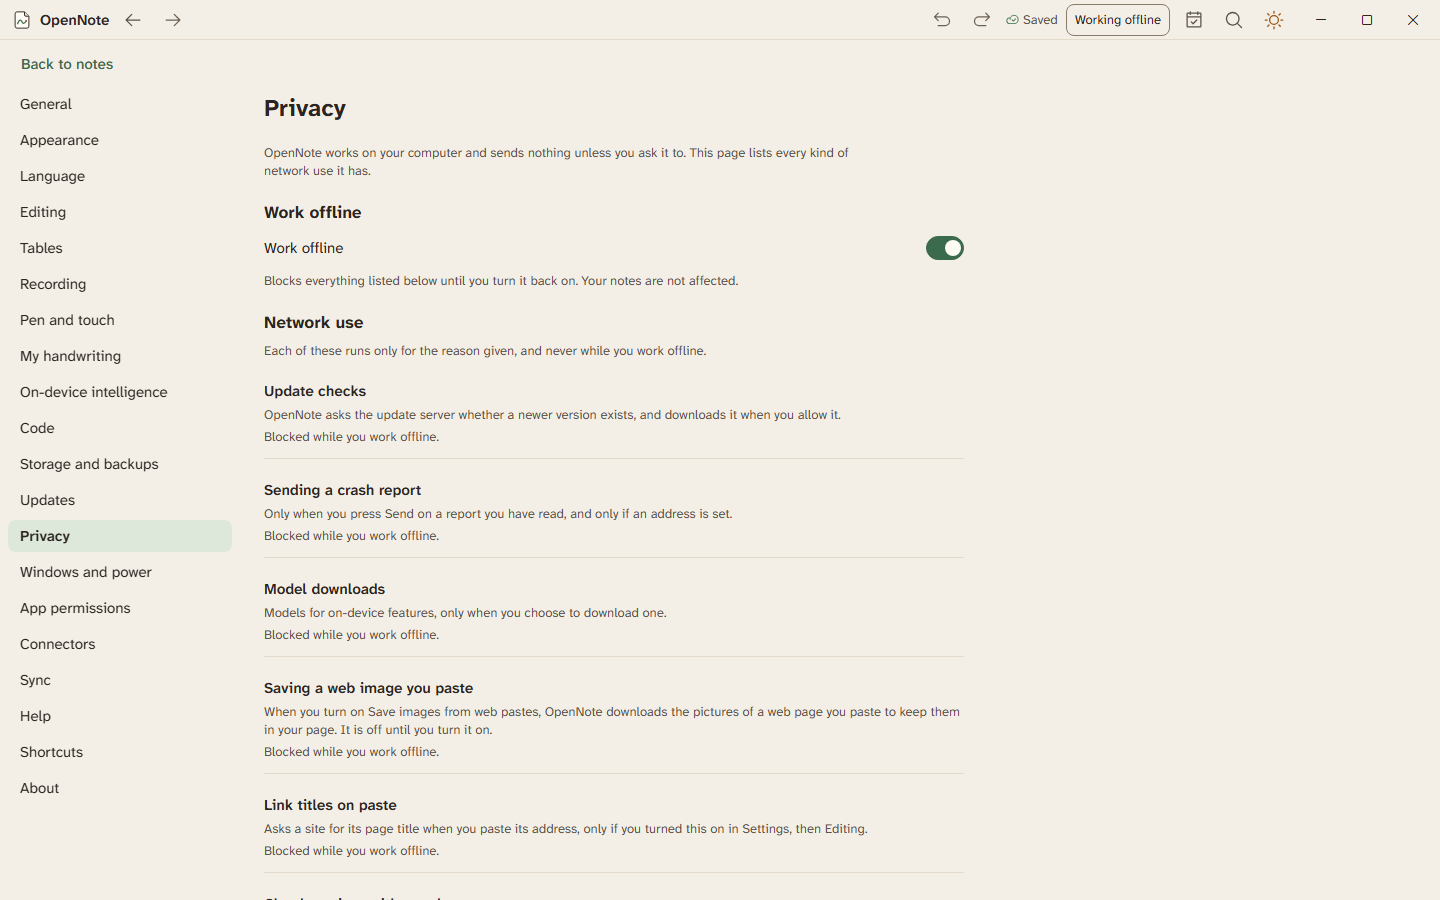 OpenNote
Saved
Working offline
Back to notes
General
Appearance
Language
Editing
Tables
Recording
Pen and touch
My handwriting
On-device intelligence
Code
Storage and backups
Updates
Privacy
Windows and power
App permissions
Connectors
Sync
Help
Shortcuts
About
Privacy
OpenNote works on your computer and sends nothing unless you ask it to. This page lists every kind of
network use it has.
Work offline
Work offline
Blocks everything listed below until you turn it back on. Your notes are not affected.
Network use
Each of these runs only for the reason given, and never while you work offline.
Update checks
OpenNote asks the update server whether a newer version exists, and downloads it when you allow it.
Blocked while you work offline.
Sending a crash report
Only when you press Send on a report you have read, and only if an address is set.
Blocked while you work offline.
Model downloads
Models for on-device features, only when you choose to download one.
Blocked while you work offline.
Saving a web image you paste
When you turn on Save images from web pastes, OpenNote downloads the pictures of a web page you paste to keep them
in your page. It is off until you turn it on.
Blocked while you work offline.
Link titles on paste
Asks a site for its page title when you paste its address, only if you turned this on in Settings, then Editing.
Blocked while you work offline.